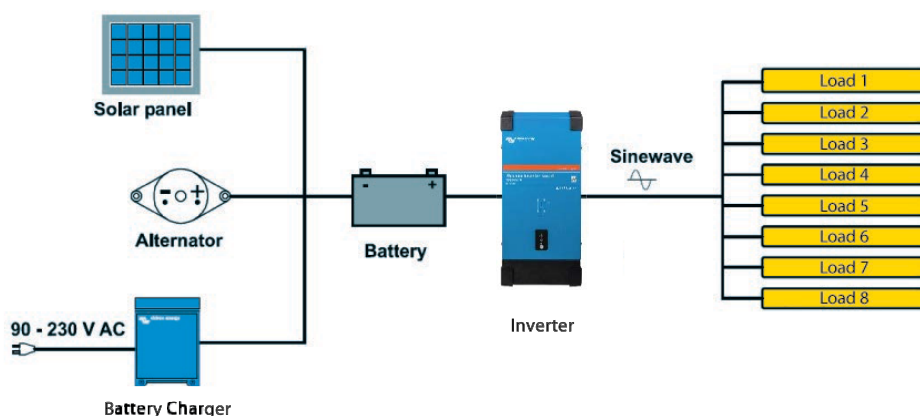 Solar panel
Alternator
90 - 230 V AC
Battery Charger
- +
Battery
Inverter
Sinewave
Load 1
Load 2
Load 3
Load 4
Load 5
Load 6
Load 7
Load 8